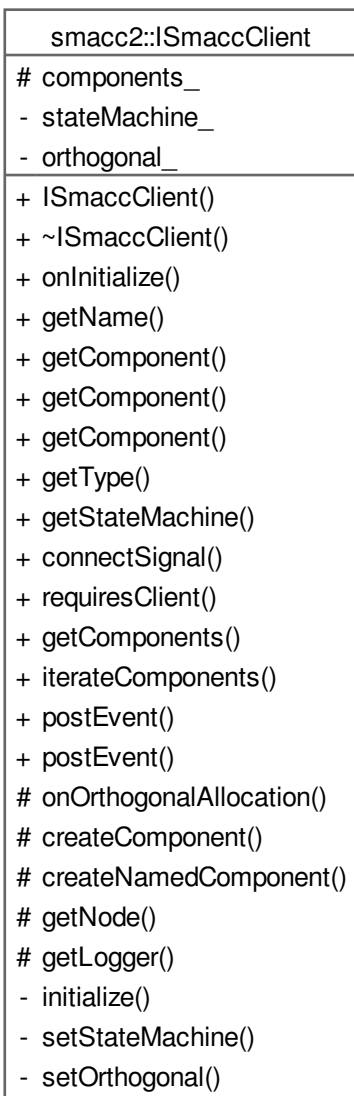 smacc2::ISmaccClient
# components_
- stateMachine_
- orthogonal_
+ ISmaccClient()
+ ~ISmaccClient()
+ onInitialize()
+ getName()
+ getComponent()
+ getComponent()
+ getComponent()
+ getType()
+ getStateMachine()
+ connectSignal()
+ requiresClient()
+ getComponents()
+ iterateComponents()
+ postEvent()
+ postEvent()
# onOrthogonalAllocation()
# createComponent()
# createNamedComponent()
# getNode()
# getLogger()
- initialize()
- setStateMachine()
- setOrthogonal()